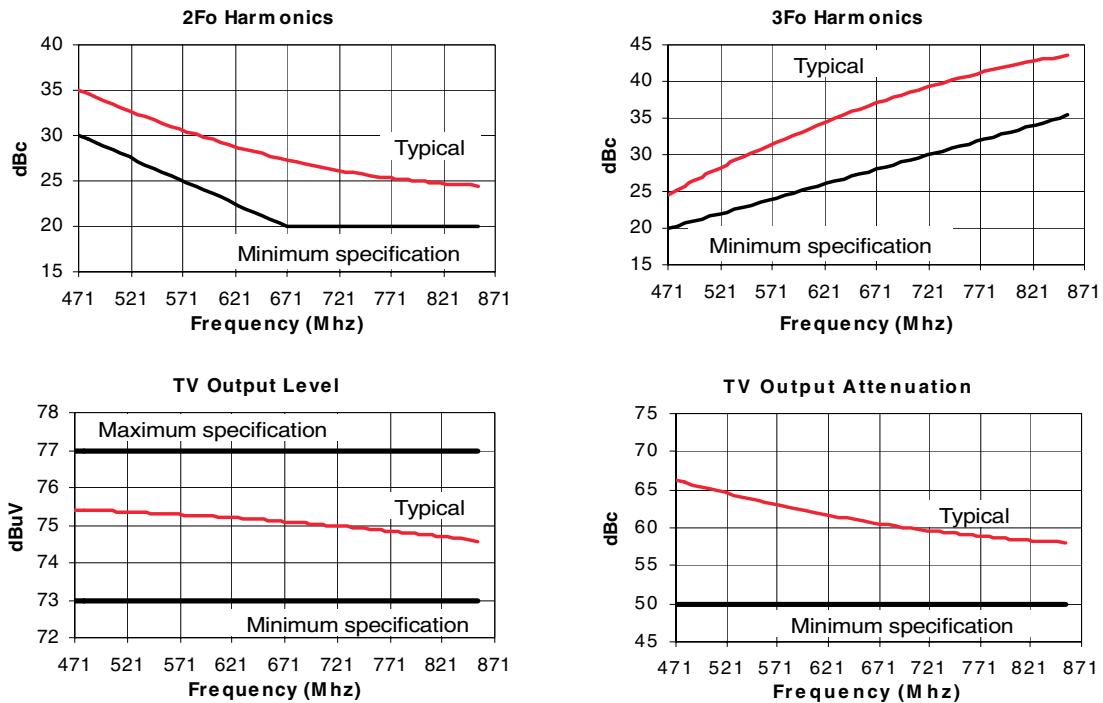 2Fo Harmonics
40
35
30
25
20
15
dBc
Typical
Minimum specification
471 521 571 621 671 721 771 821 871
Frequency (Mhz)
3Fo Harmonics
45
40
35
30
25
20
15
dBc
Typical
Minimum specification
471 521 571 621 671 721 771 821 871
Frequency (Mhz)
TV Output Level
78
77
76
75
74
73
72
dBuV
Maximum specification
Typical
Minimum specification
471 521 571 621 671 721 771 821 871
Frequency (Mhz)
TV Output Attenuation
75
70
65
60
55
50
45
dBc
Typical
Minimum specification
471 521 571 621 671 721 771 821 871
Frequency (Mhz)